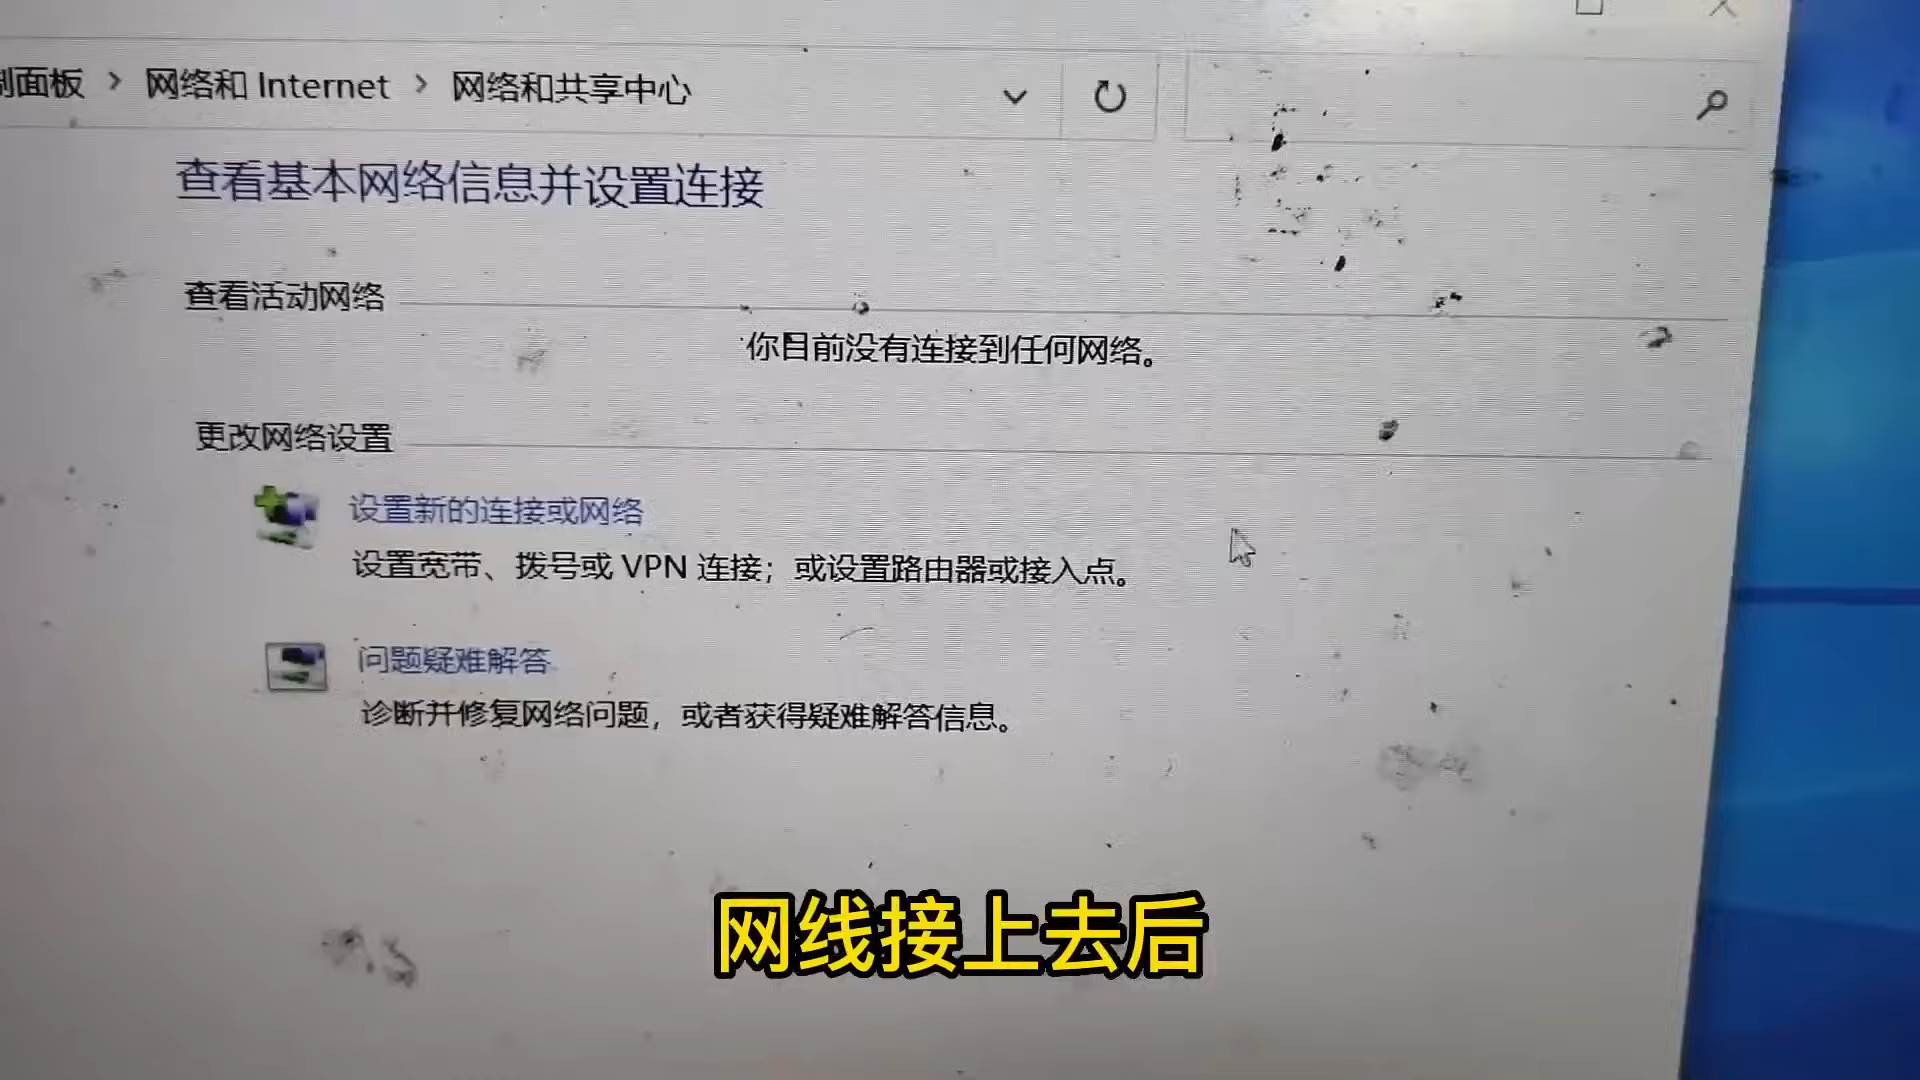 制面板 > 网络和 Internet > 网络和共享中心
查看基本网络信息并设置连接
查看活动网络
你目前没有连接到任何网络。
更改网络设置
设置新的连接或网络
设置宽带、拨号或 VPN 连接；或设置路由器或接入点。
问题疑难解答
诊断并修复网络问题，或者获得疑难解答信息。
网线接上去后